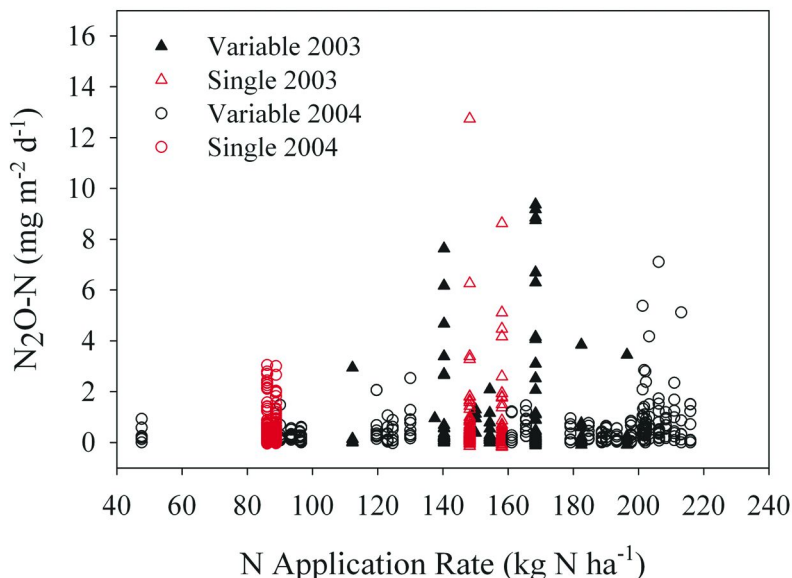 N₂O-N (mg m⁻² d⁻¹)
16
14
12
10
8
6
4
2
0
Variable 2003
Single 2003
Variable 2004
Single 2004
40 60 80 100 120 140 160 180 200 220 240
N Application Rate (kg N ha⁻¹)